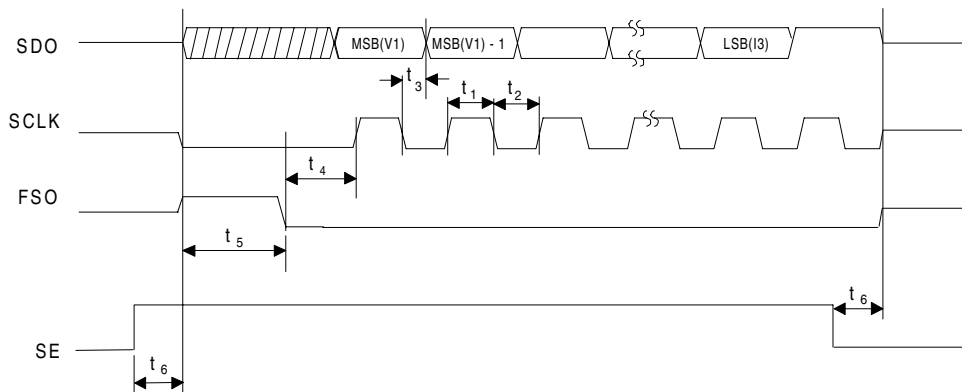 SDO
MSB(V1)
MSB(V1) - 1
LSB(I3)
t3
t1
t2
SCLK
t4
FSO
t5
t6
SE
t6